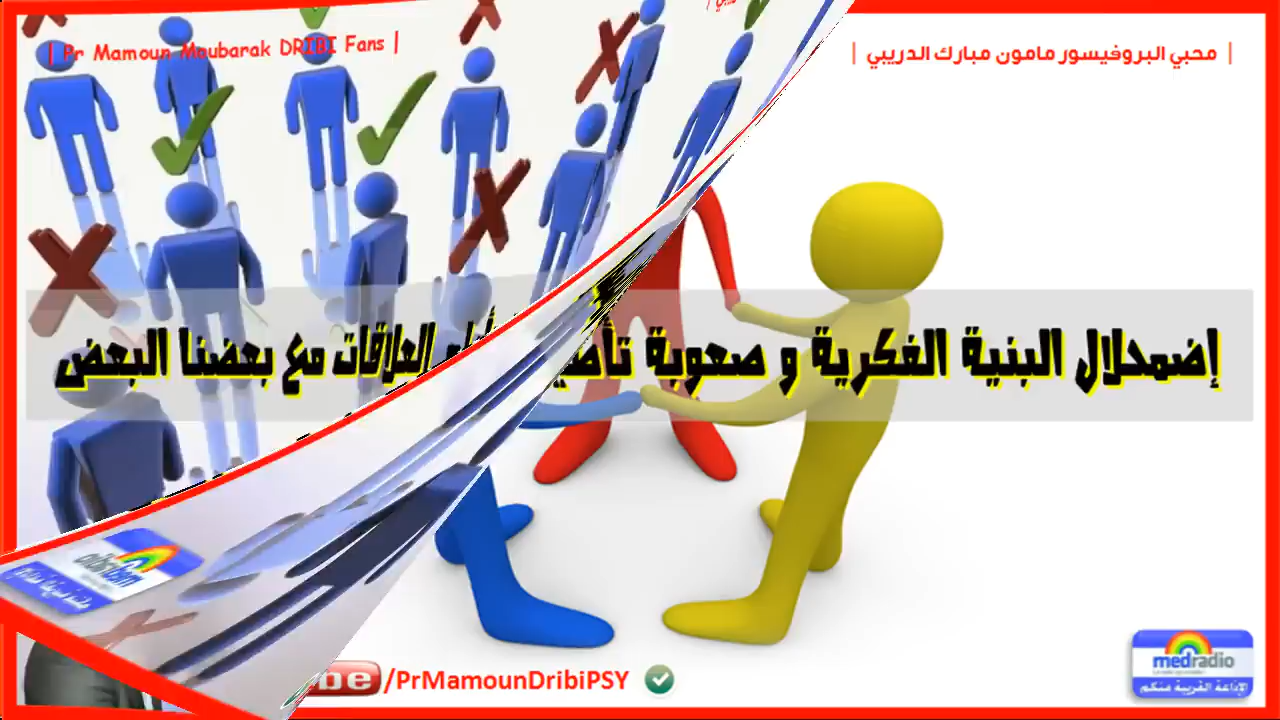 | Pr Mamoun Moubarak DRIBI Fans |
| محبي البروفيسور مامون مبارك الدريبي |
إضمحلال البنية الفكرية و صعوبة العلاقات مع بعضنا البعض
/PrMamounDribiPSY
medradio
الإذاعة القريبة منكم